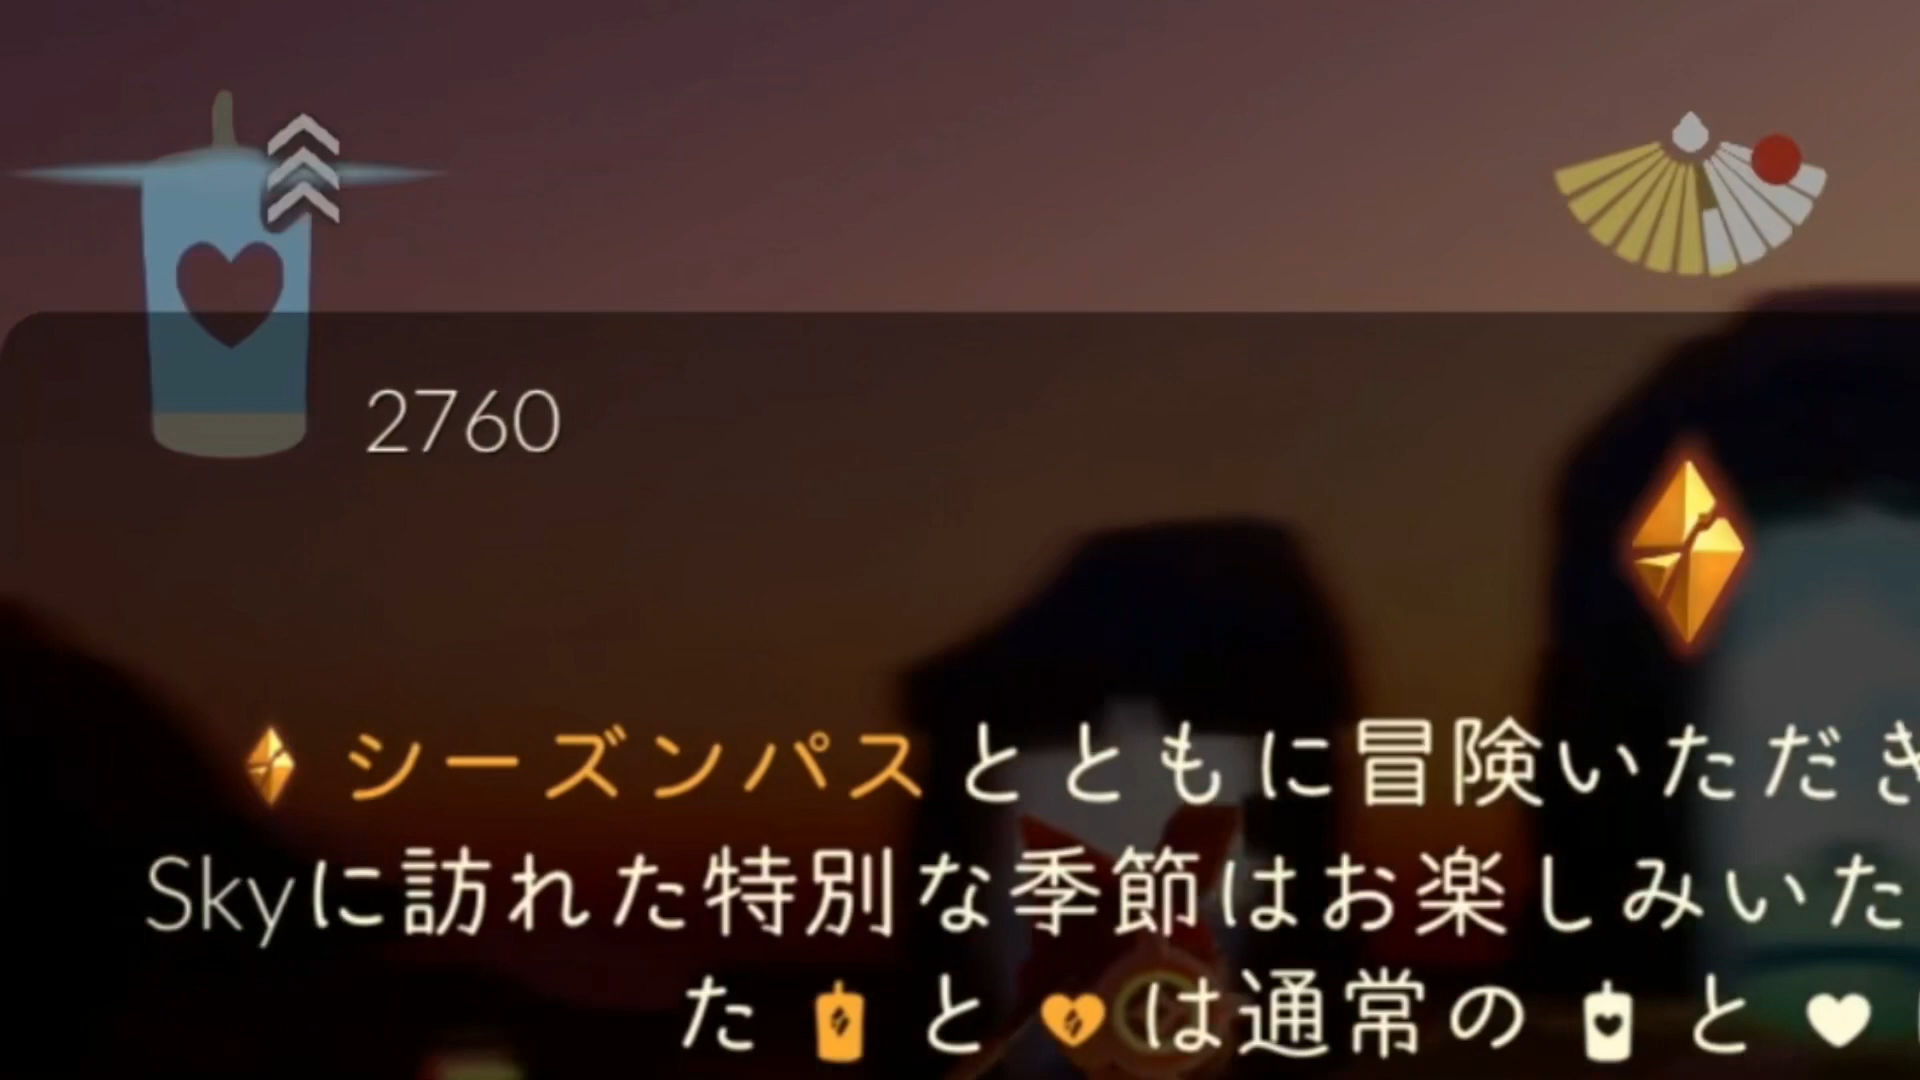 2760
シーズンパスとともに冒険いただき
Skyに訪れた特別な季節はお楽しみいた
た と は通常の と